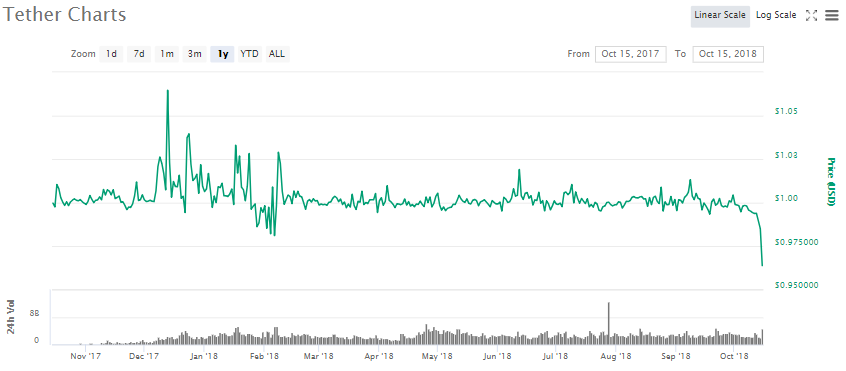 Tether Charts
Linear Scale Log Scale
Zoom 1d 7d 1m 3m 1y YTD ALL
From Oct 15, 2017 To Oct 15, 2018
$1.05
$1.03
$1.00
$0.975000
$0.950000
Price (USD)
24h Vol
8B
0
Nov '17 Dec '17 Jan '18 Feb '18 Mar '18 Apr '18 May '18 Jun '18 Jul '18 Aug '18 Sep '18 Oct '18